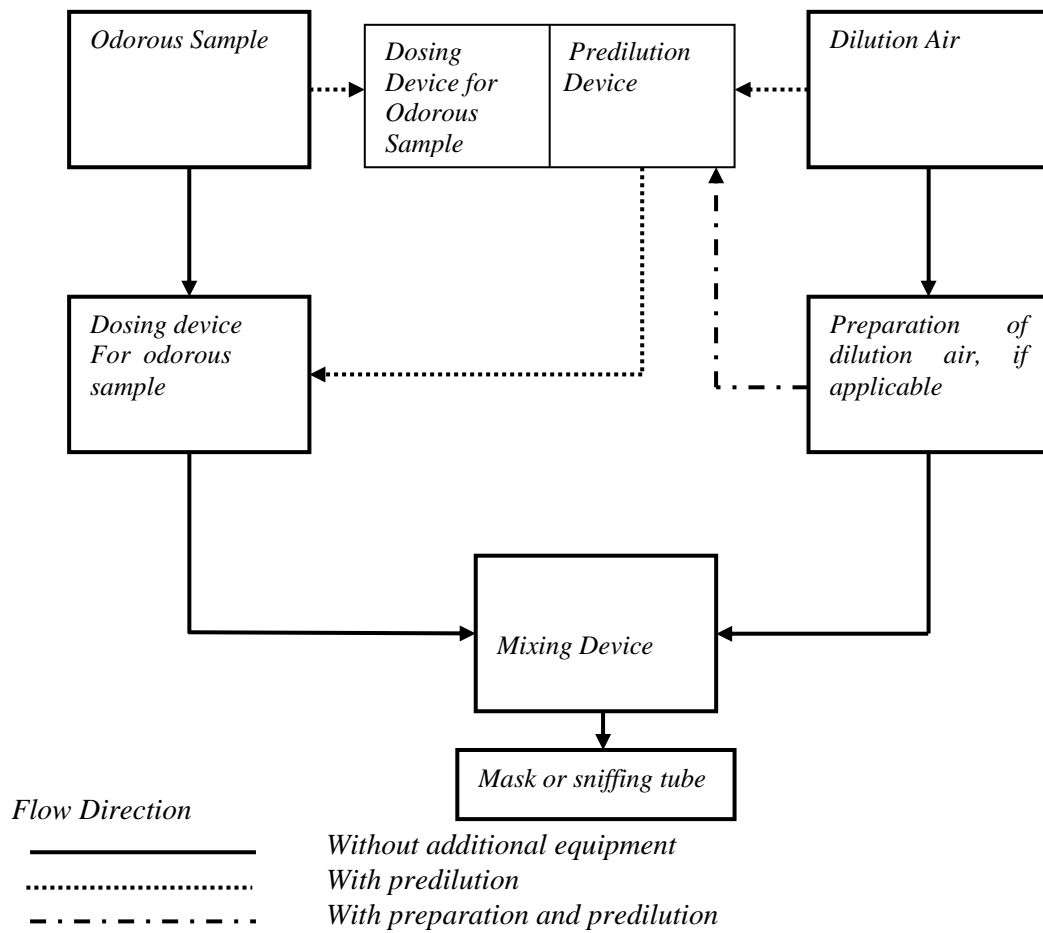 Odorous Sample
Dosing
Device for
Odorous
Sample
Predilution
Device
Dilution Air
Dosing device
For odorous
sample
Preparation of
dilution air, if
applicable
Mixing Device
Mask or sniffing tube
Flow Direction
Without additional equipment
With predilution
With preparation and predilution